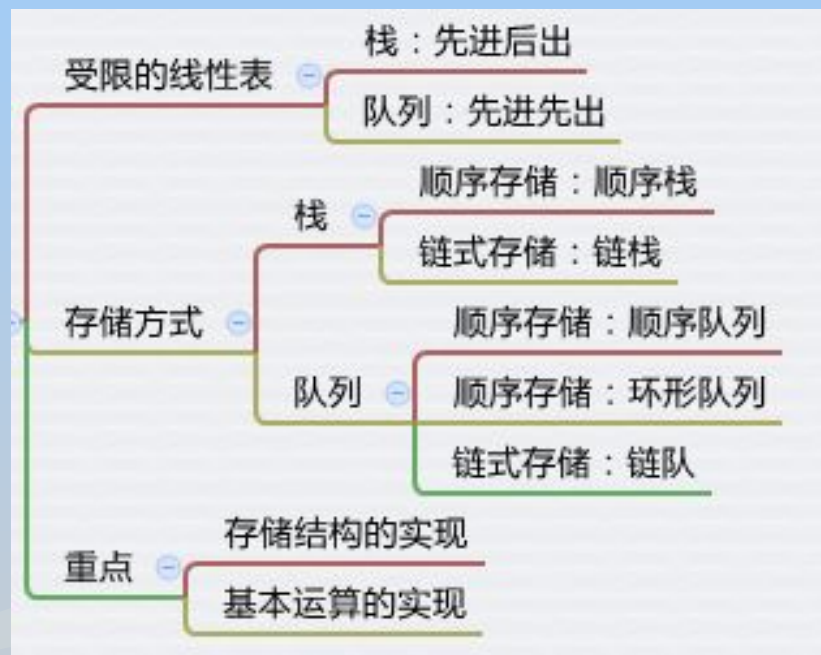 受限的线性表
栈：先进后出
队列：先进先出
存储方式
栈
顺序存储：顺序栈
链式存储：链栈
队列
顺序存储：顺序队列
顺序存储：环形队列
链式存储：链队
重点
存储结构的实现
基本运算的实现